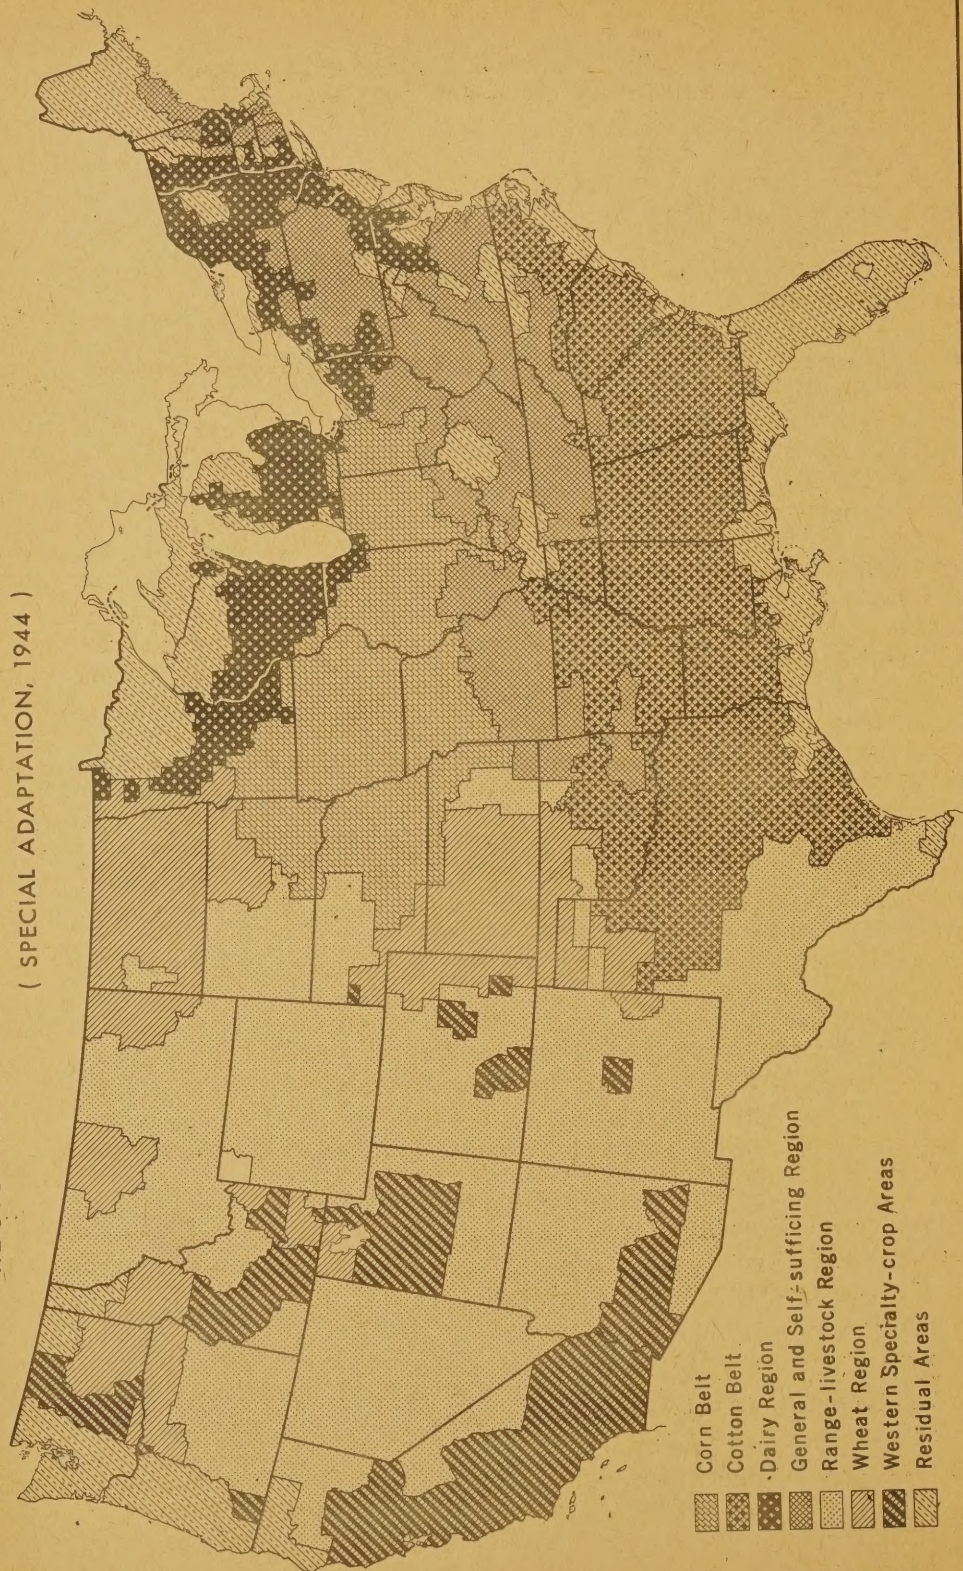 ( SPECIAL ADAPTATION, 1944 )
Corn Belt
Cotton Belt
Dairy Region
General and Self-sufficing Region
Range-livestock Region
Wheat Region
Western Specialty-crop Areas
Residual Areas